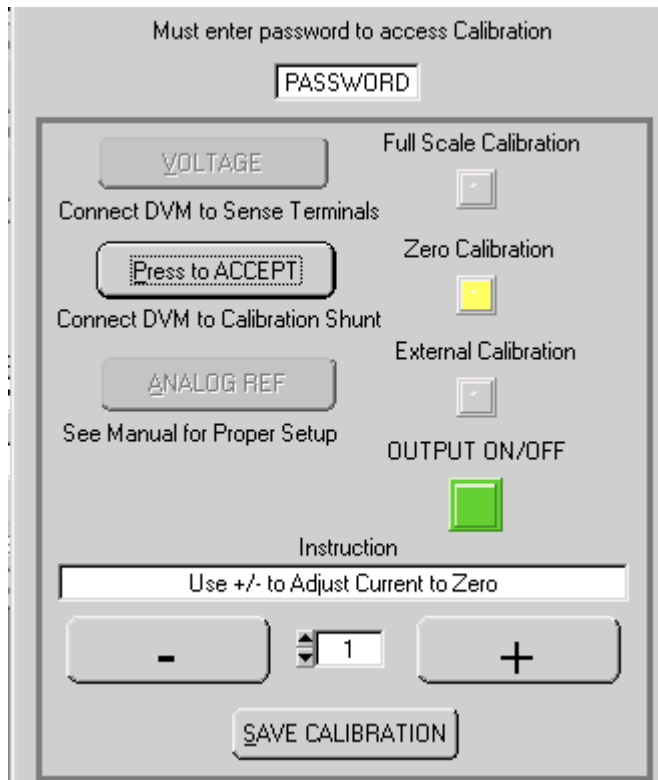 Must enter password to access Calibration
PASSWORD
VOLTAGE
Full Scale Calibration
Connect DVM to Sense Terminals
Press to ACCEPT
Zero Calibration
Connect DVM to Calibration Shunt
External Calibration
ANALOG REF
See Manual for Proper Setup
OUTPUT ON/OFF
Instruction
Use +/- to Adjust Current to Zero
- 1 +
SAVE CALIBRATION